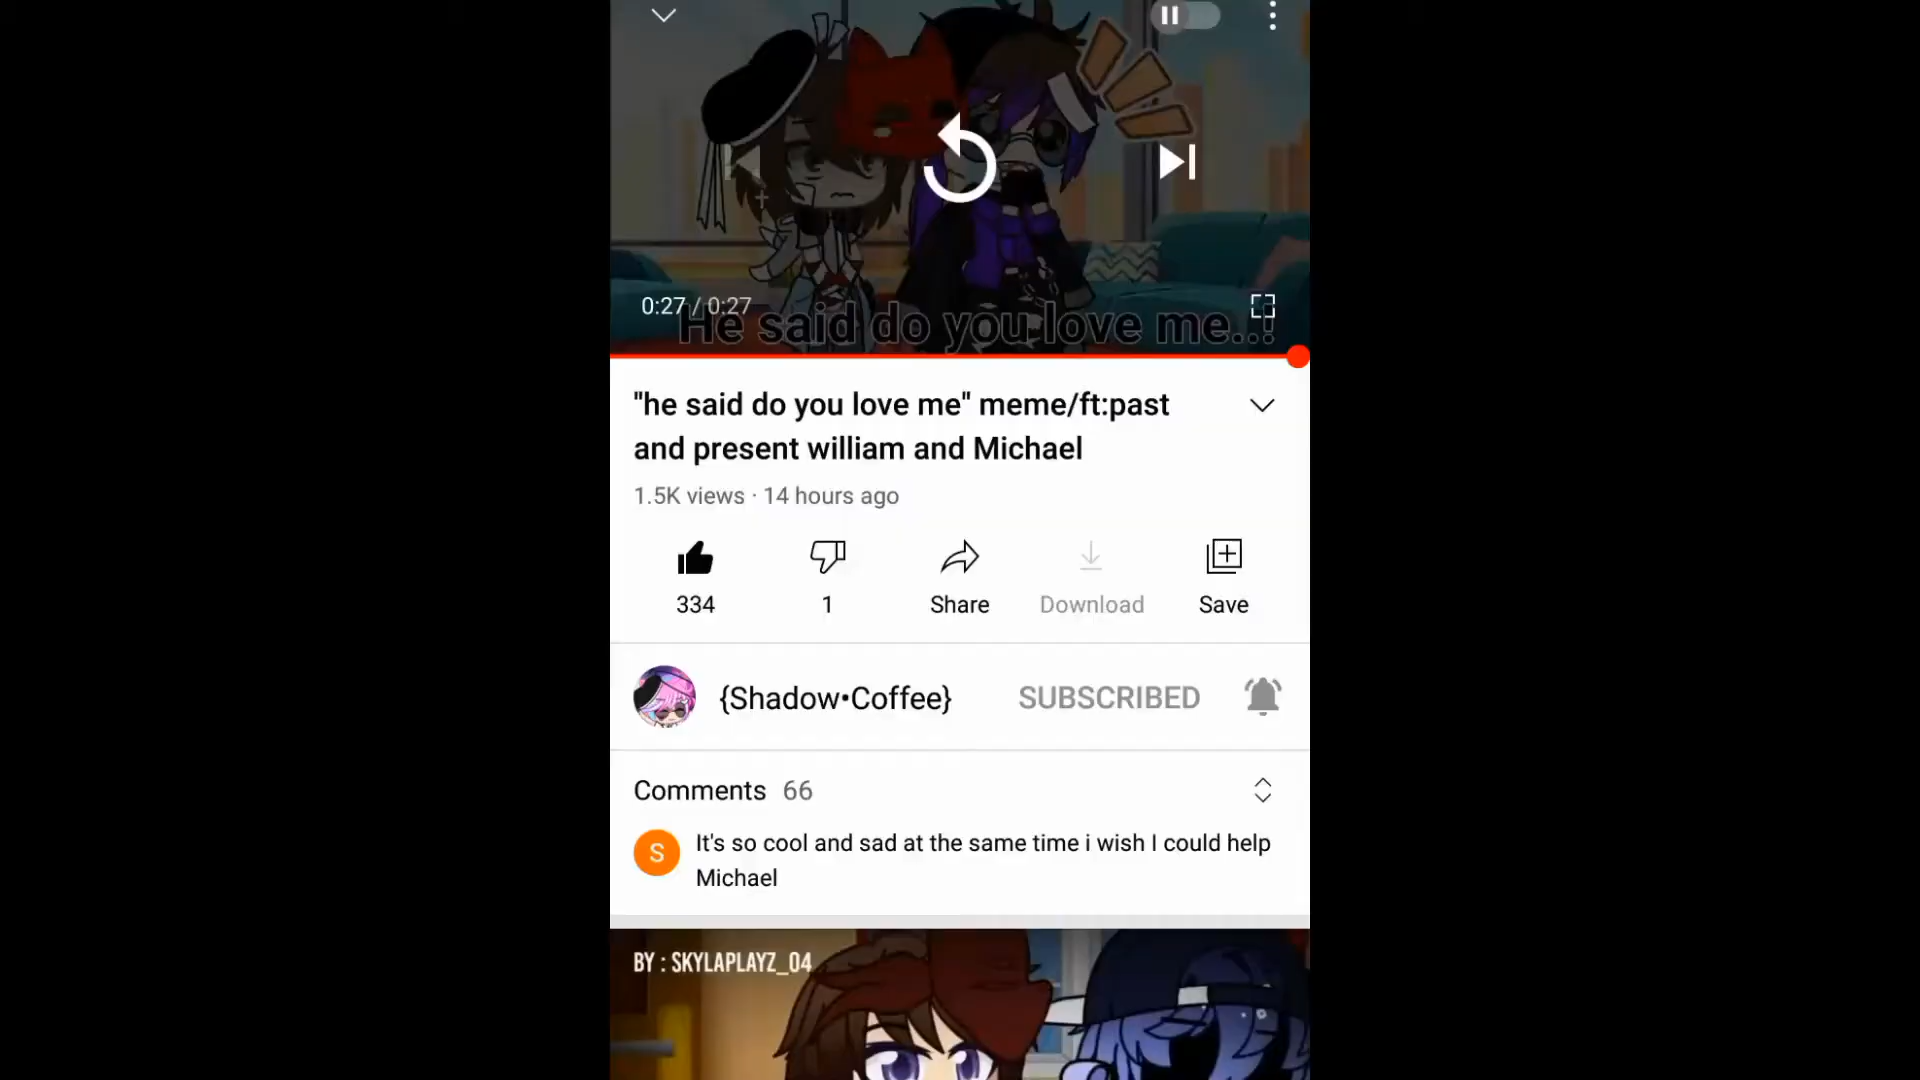 0:27 / 0:27
He said do you love me...!
"he said do you love me" meme/ft:past
and present william and Michael
1.5K views · 14 hours ago
334
1
Share
Download
Save
{Shadow•Coffee}
SUBSCRIBED
Comments 66
S
It's so cool and sad at the same time i wish I could help
Michael
BY : SKYLAPLAYZ_04